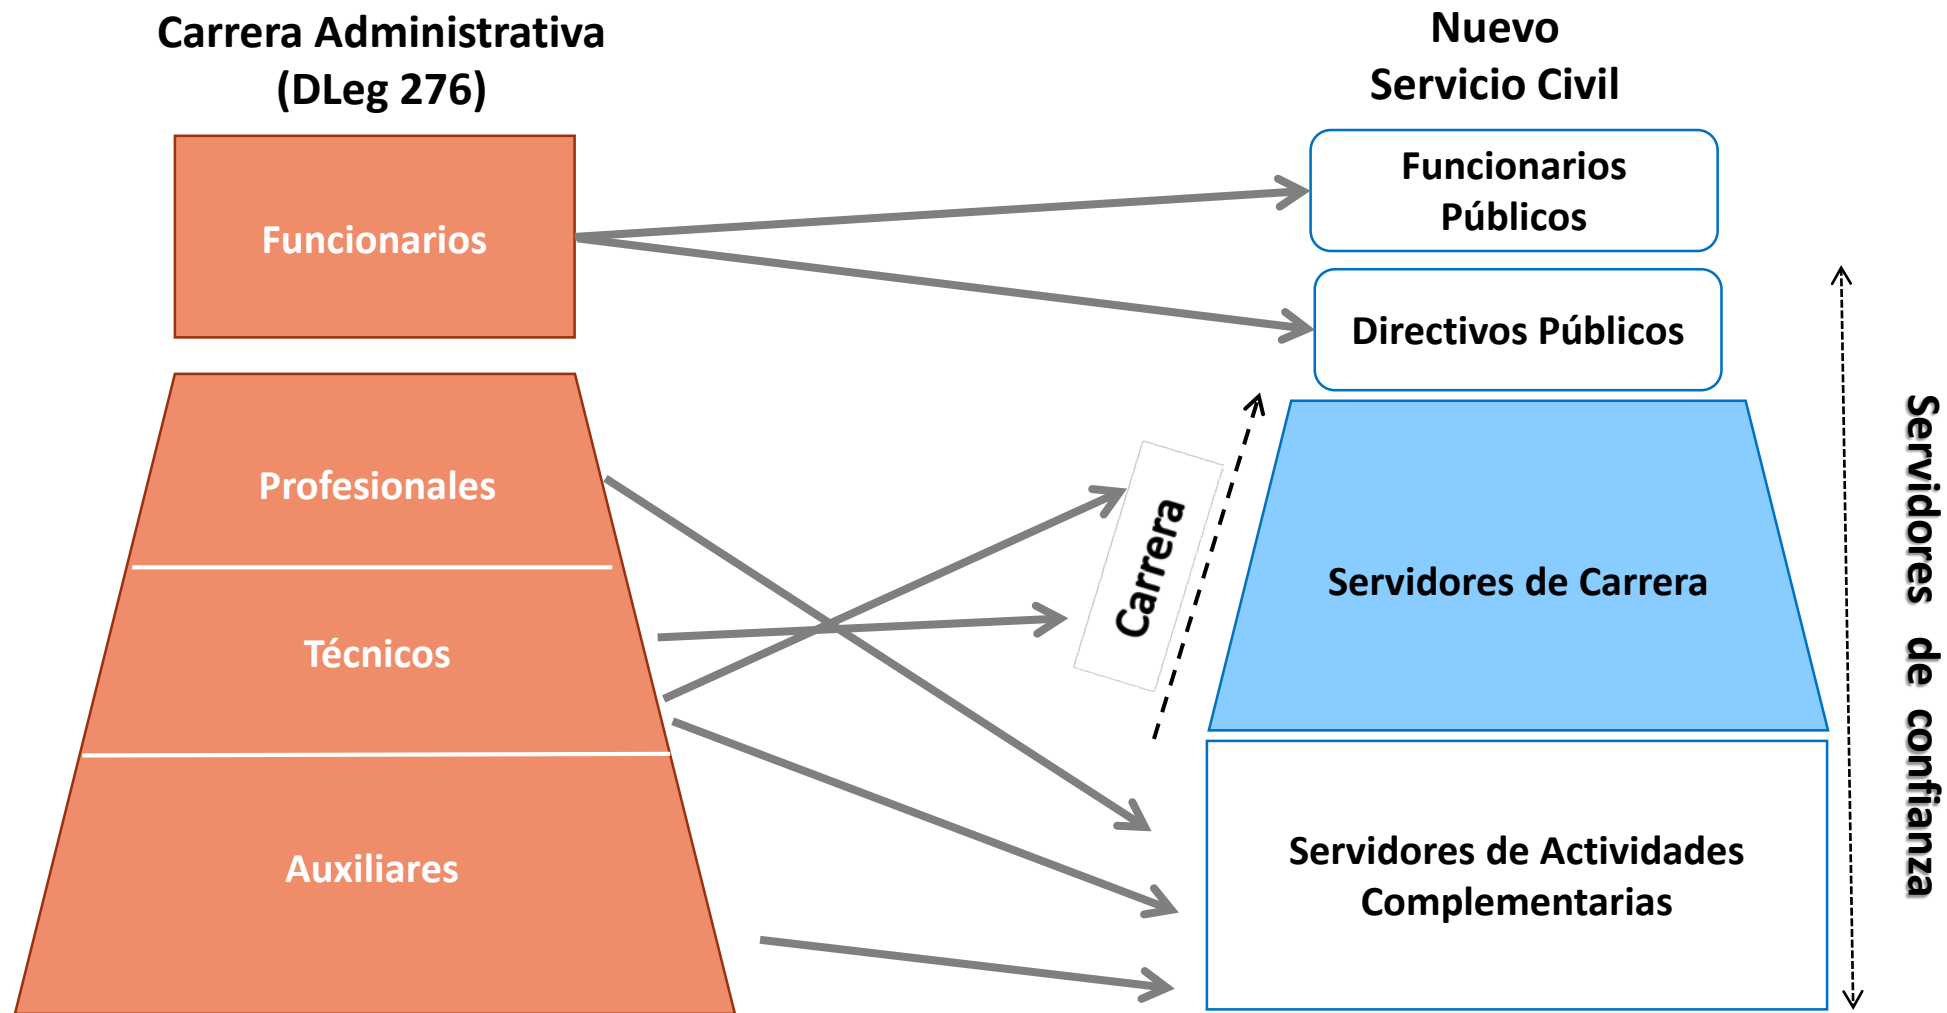 Carrera Administrativa
(DLeg 276)
Funcionarios
Profesionales
Técnicos
Auxiliares
Nuevo
Servicio Civil
Funcionarios
Públicos
Directivos Públicos
Carrera
Servidores de Carrera
Servidores de Actividades
Complementarias
Servidores de confianza